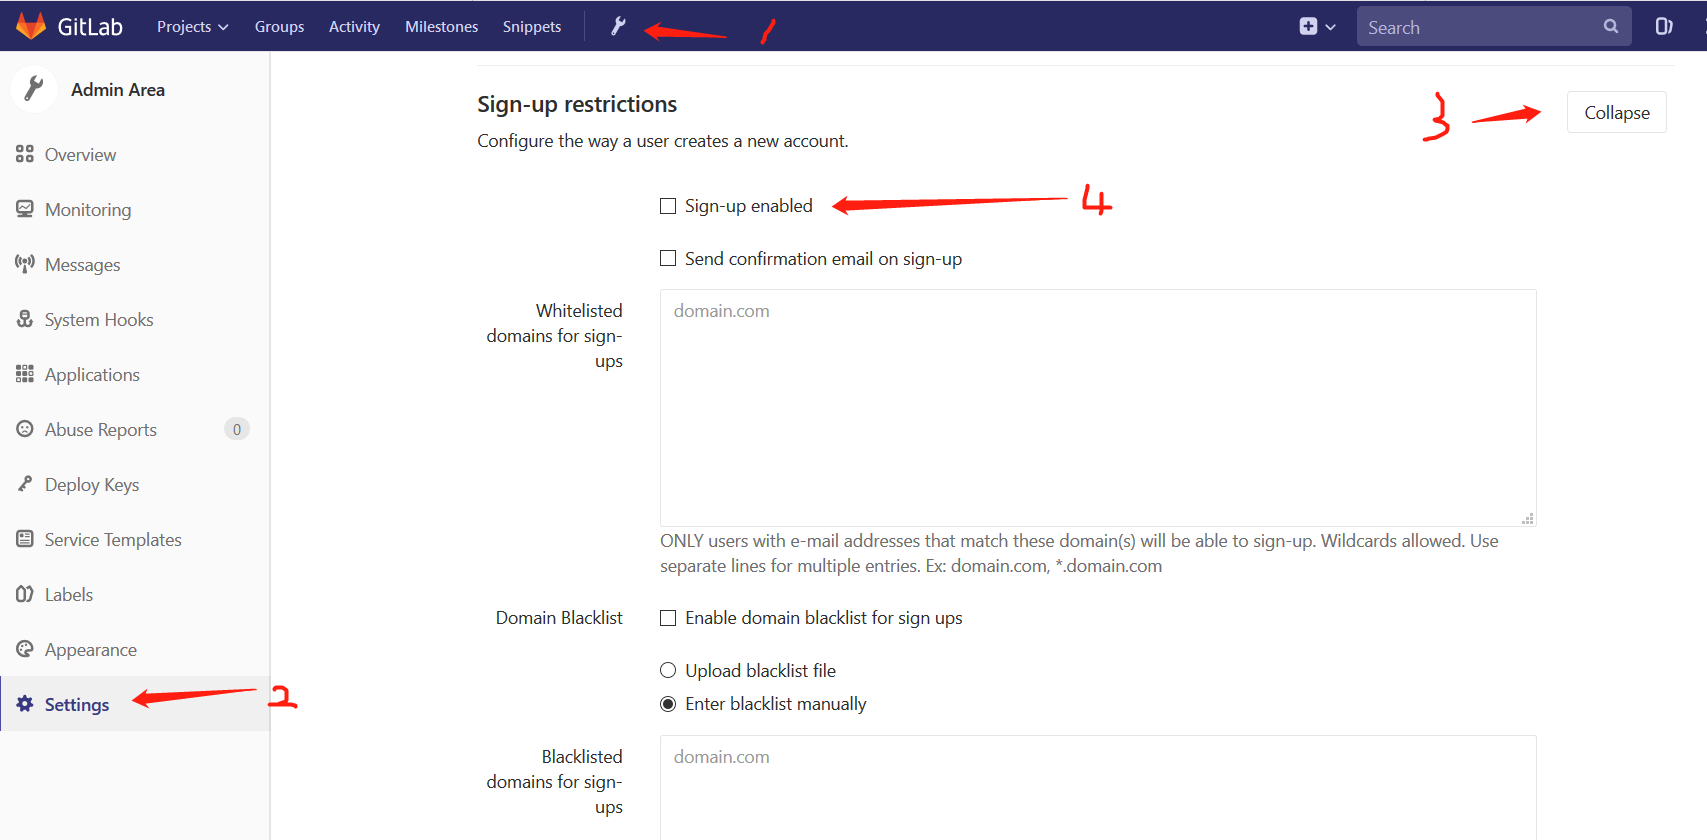 GitLab Projects Groups Activity Milestones Snippets 1 Search
Admin Area
Overview
Monitoring
Messages
System Hooks
Applications
Abuse Reports 0
Deploy Keys
Service Templates
Labels
Appearance
Settings 2
Sign-up restrictions
3 Collapse
Configure the way a user creates a new account.
Sign-up enabled 4
Send confirmation email on sign-up
Whitelisted
domains for sign-
ups
domain.com
ONLY users with e-mail addresses that match these domain(s) will be able to sign-up. Wildcards allowed. Use
separate lines for multiple entries. Ex: domain.com, *.domain.com
Domain Blacklist
Enable domain blacklist for sign ups
Upload blacklist file
Enter blacklist manually
Blacklisted
domains for sign-
ups
domain.com